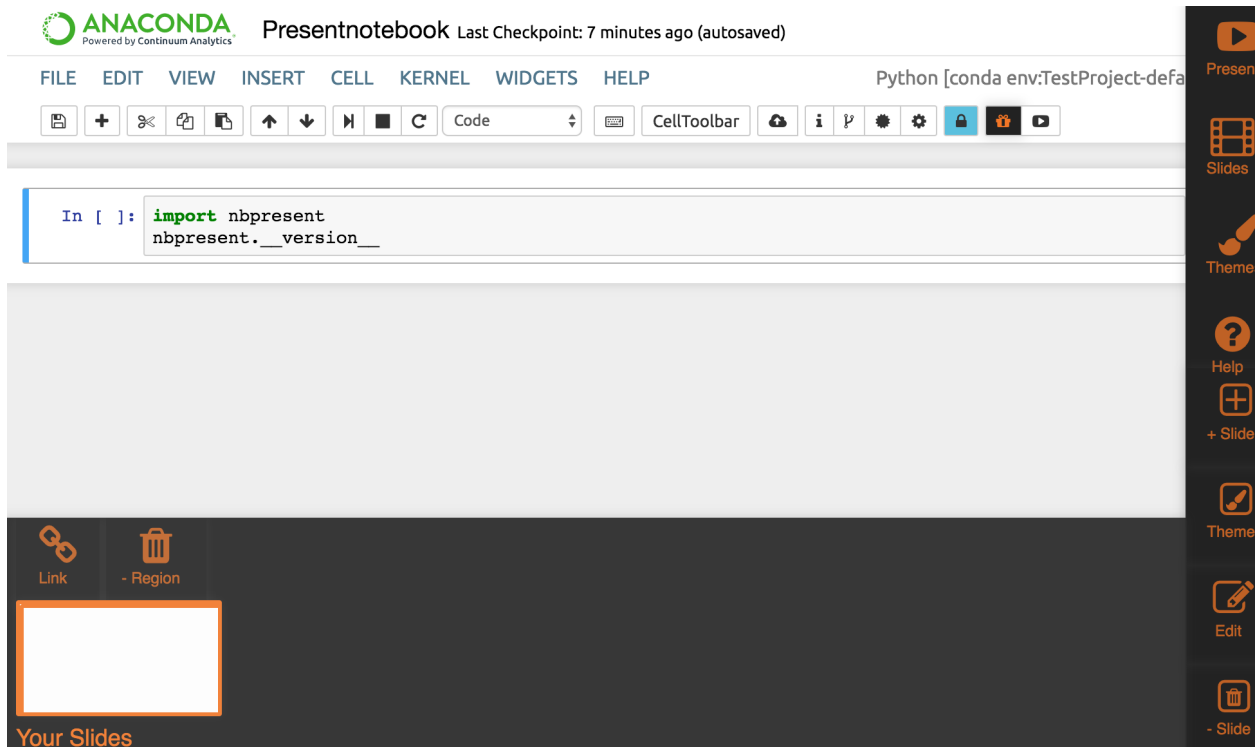 ANACONDA
Powered by Continuum Analytics
Presentnotebook Last Checkpoint: 7 minutes ago (autosaved)
FILE EDIT VIEW INSERT CELL KERNEL WIDGETS HELP Python [conda env:TestProject-defa
Code CellToolbar
In [ ]: import nbpresent
nbpresent.__version__
Present
Slides
Theme
Help
+ Slide
Theme
Edit
- Slide
Link - Region
Your Slides